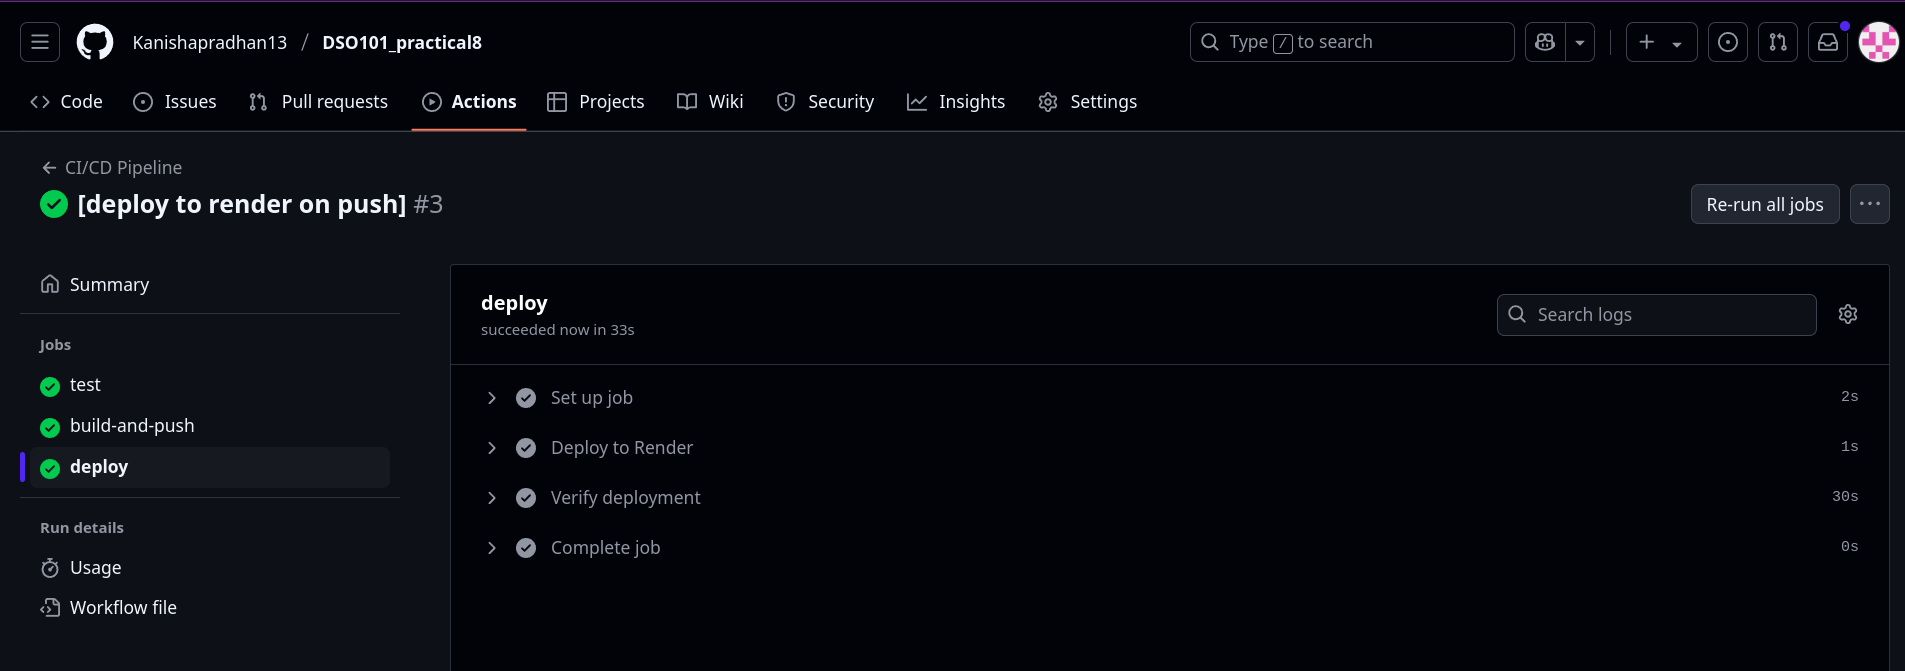 Kanishapradhan13 / DSO101_practical8
Type / to search
Code Issues Pull requests Actions Projects Wiki Security Insights Settings
CI/CD Pipeline
[deploy to render on push] #3
Re-run all jobs
Summary
Jobs
test
build-and-push
deploy
Run details
Usage
Workflow file
deploy
succeeded now in 33s
Search logs
Set up job 2s
Deploy to Render 1s
Verify deployment 30s
Complete job 0s